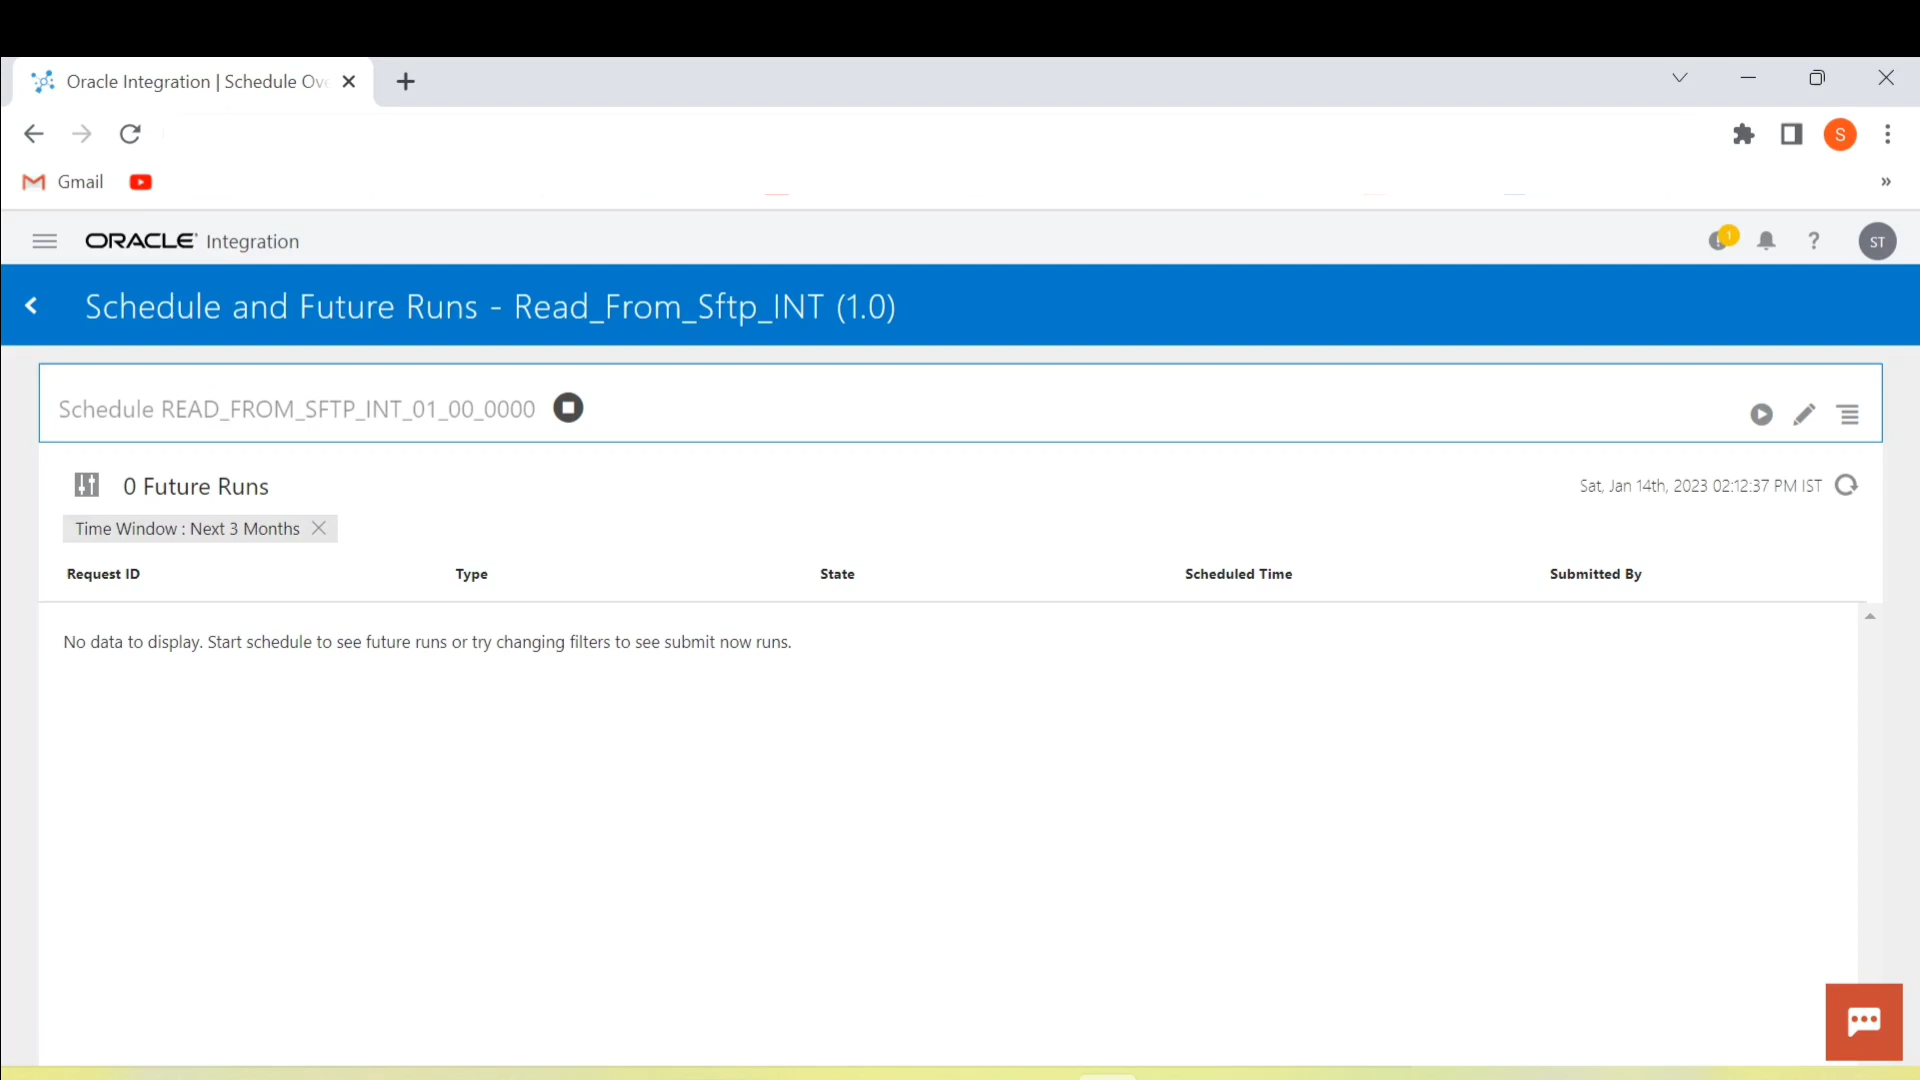 Oracle Integration | Schedule Ove
S
Gmail
»
ORACLE Integration
1
?
ST
Schedule and Future Runs - Read_From_Sftp_INT (1.0)
Schedule READ_FROM_SFTP_INT_01_00_0000
0 Future Runs
Sat, Jan 14th, 2023 02:12:37 PM IST
Time Window : Next 3 Months
Request ID Type State Scheduled Time Submitted By
No data to display. Start schedule to see future runs or try changing filters to see submit now runs.